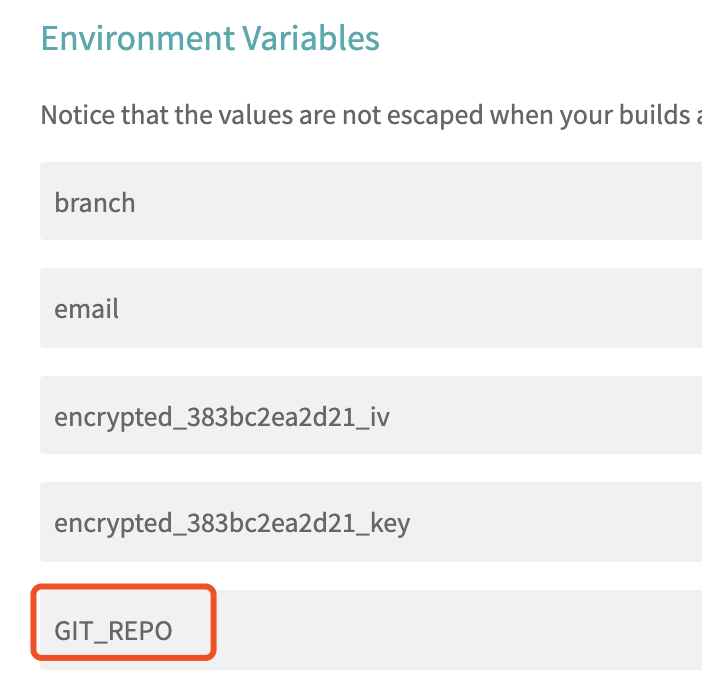 Environment Variables
Notice that the values are not escaped when your builds
branch
email
encrypted_383bc2ea2d21_iv
encrypted_383bc2ea2d21_key
GIT_REPO